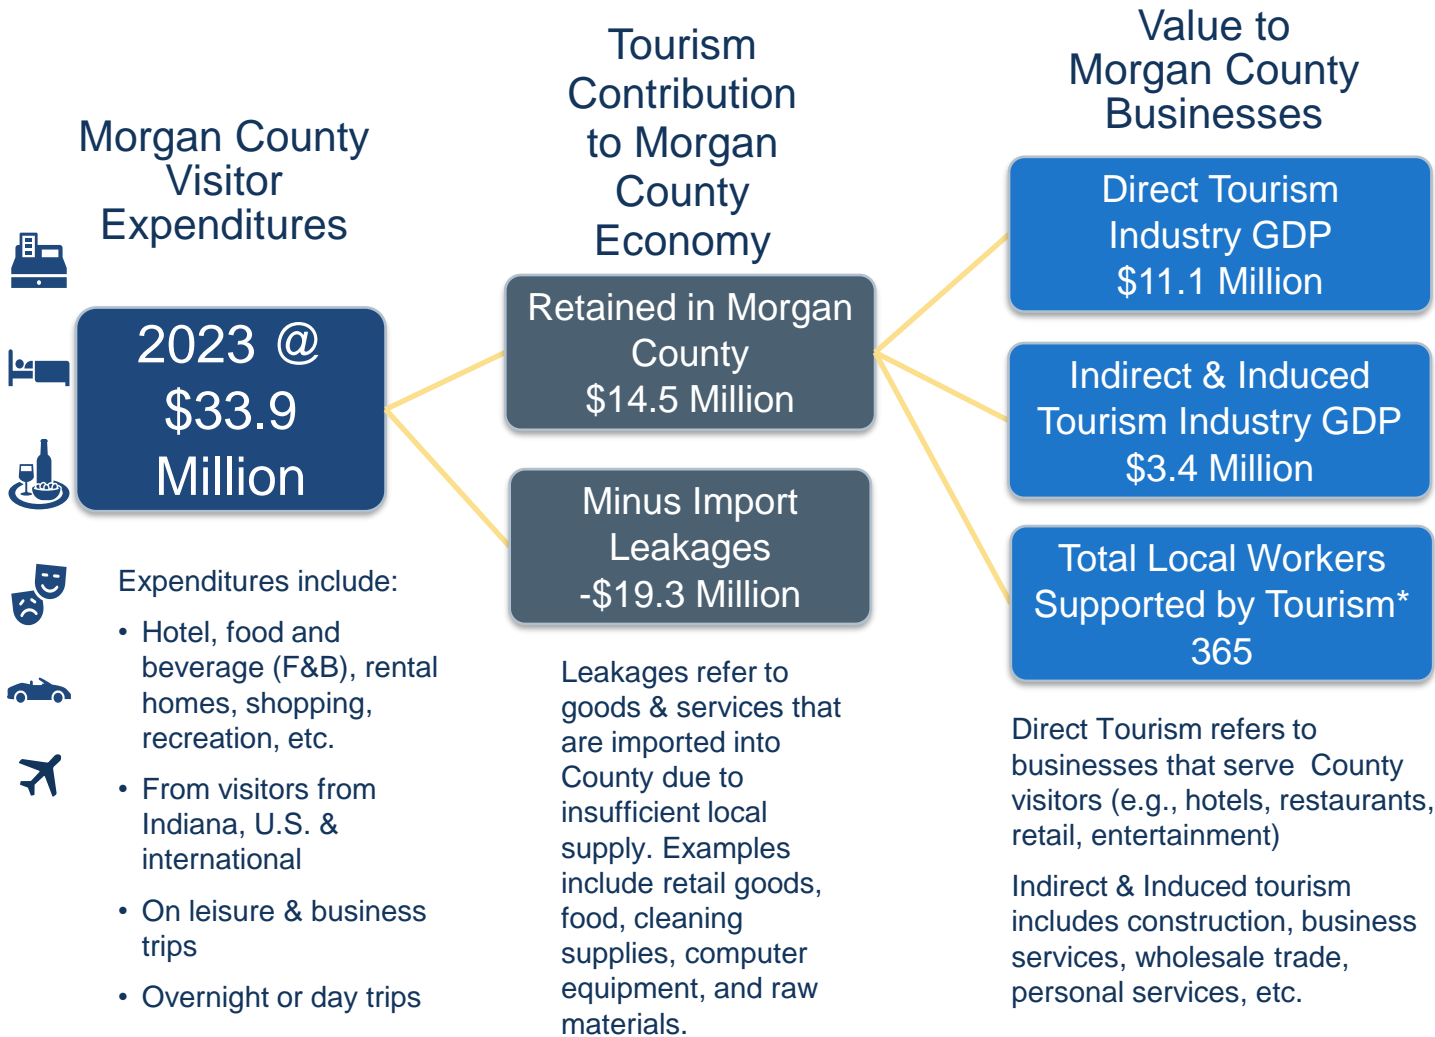 Morgan County
Visitor
Expenditures
2023 @
$33.9
Million
Expenditures include:
• Hotel, food and
beverage (F&B), rental
homes, shopping,
recreation, etc.
• From visitors from
Indiana, U.S. &
international
• On leisure & business
trips
• Overnight or day trips
Tourism
Contribution
to Morgan
County
Economy
Retained in Morgan
County
$14.5 Million
Minus Import
Leakages
-$19.3 Million
Leakages refer to
goods & services that
are imported into
County due to
insufficient local
supply. Examples
include retail goods,
food, cleaning
supplies, computer
equipment, and raw
materials.
Value to
Morgan County
Businesses
Direct Tourism
Industry GDP
$11.1 Million
Indirect & Induced
Tourism Industry GDP
$3.4 Million
Total Local Workers
Supported by Tourism*
365
Direct Tourism refers to
businesses that serve  County
visitors (e.g., hotels, restaurants,
retail, entertainment)
Indirect & Induced tourism
includes construction, business
services, wholesale trade,
personal services, etc.